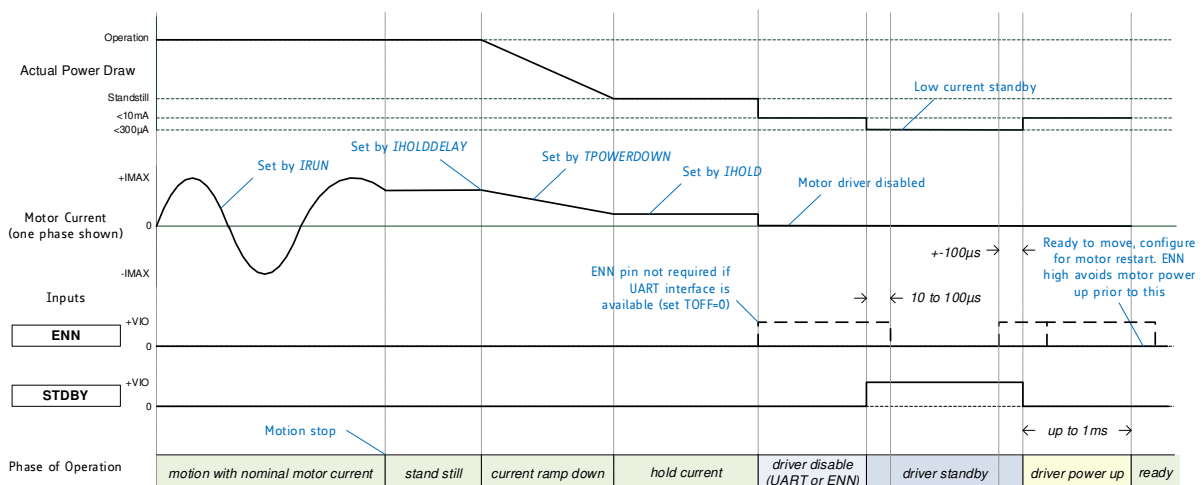 Operation
Actual Power Draw
Standstill
<10mA
<300µA
Low current standby
Set by IRUN
Set by IHOLDDELAY
Set by TPOWERDOWN
Set by IHOLD
Motor driver disabled
+IMAX
Motor Current
(one phase shown)
0
-IMAX
+-100µs
Ready to move, configure
for motor restart. ENN
high avoids motor power
up prior to this
ENN pin not required if
UART interface is
available (set TOFF=0)
10 to 100µs
Inputs
+VIO
ENN
0
+VIO
STDBY
0
Motion stop
up to 1ms
Phase of Operation
motion with nominal motor current
stand still
current ramp down
hold current
driver disable
(UART or ENN)
driver standby
driver power up
ready